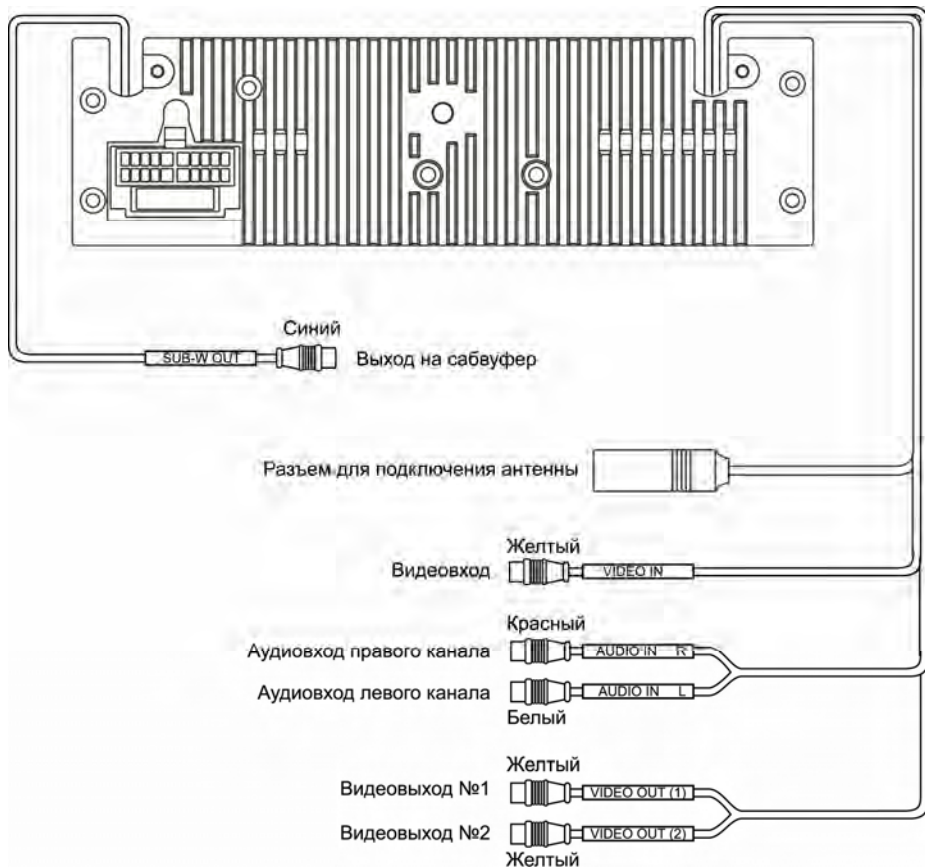 Синий
SUB-W OUT
Выход на сабвуфер
Разъем для подключения антенны
Желтый
Видеовход
VIDEO IN
Красный
Аудиовход правого канала
AUDIO IN R
Аудиовход левого канала
AUDIO IN L
Белый
Желтый
Видеовыход №1
VIDEO OUT (1)
Видеовыход №2
VIDEO OUT (2)
Желтый